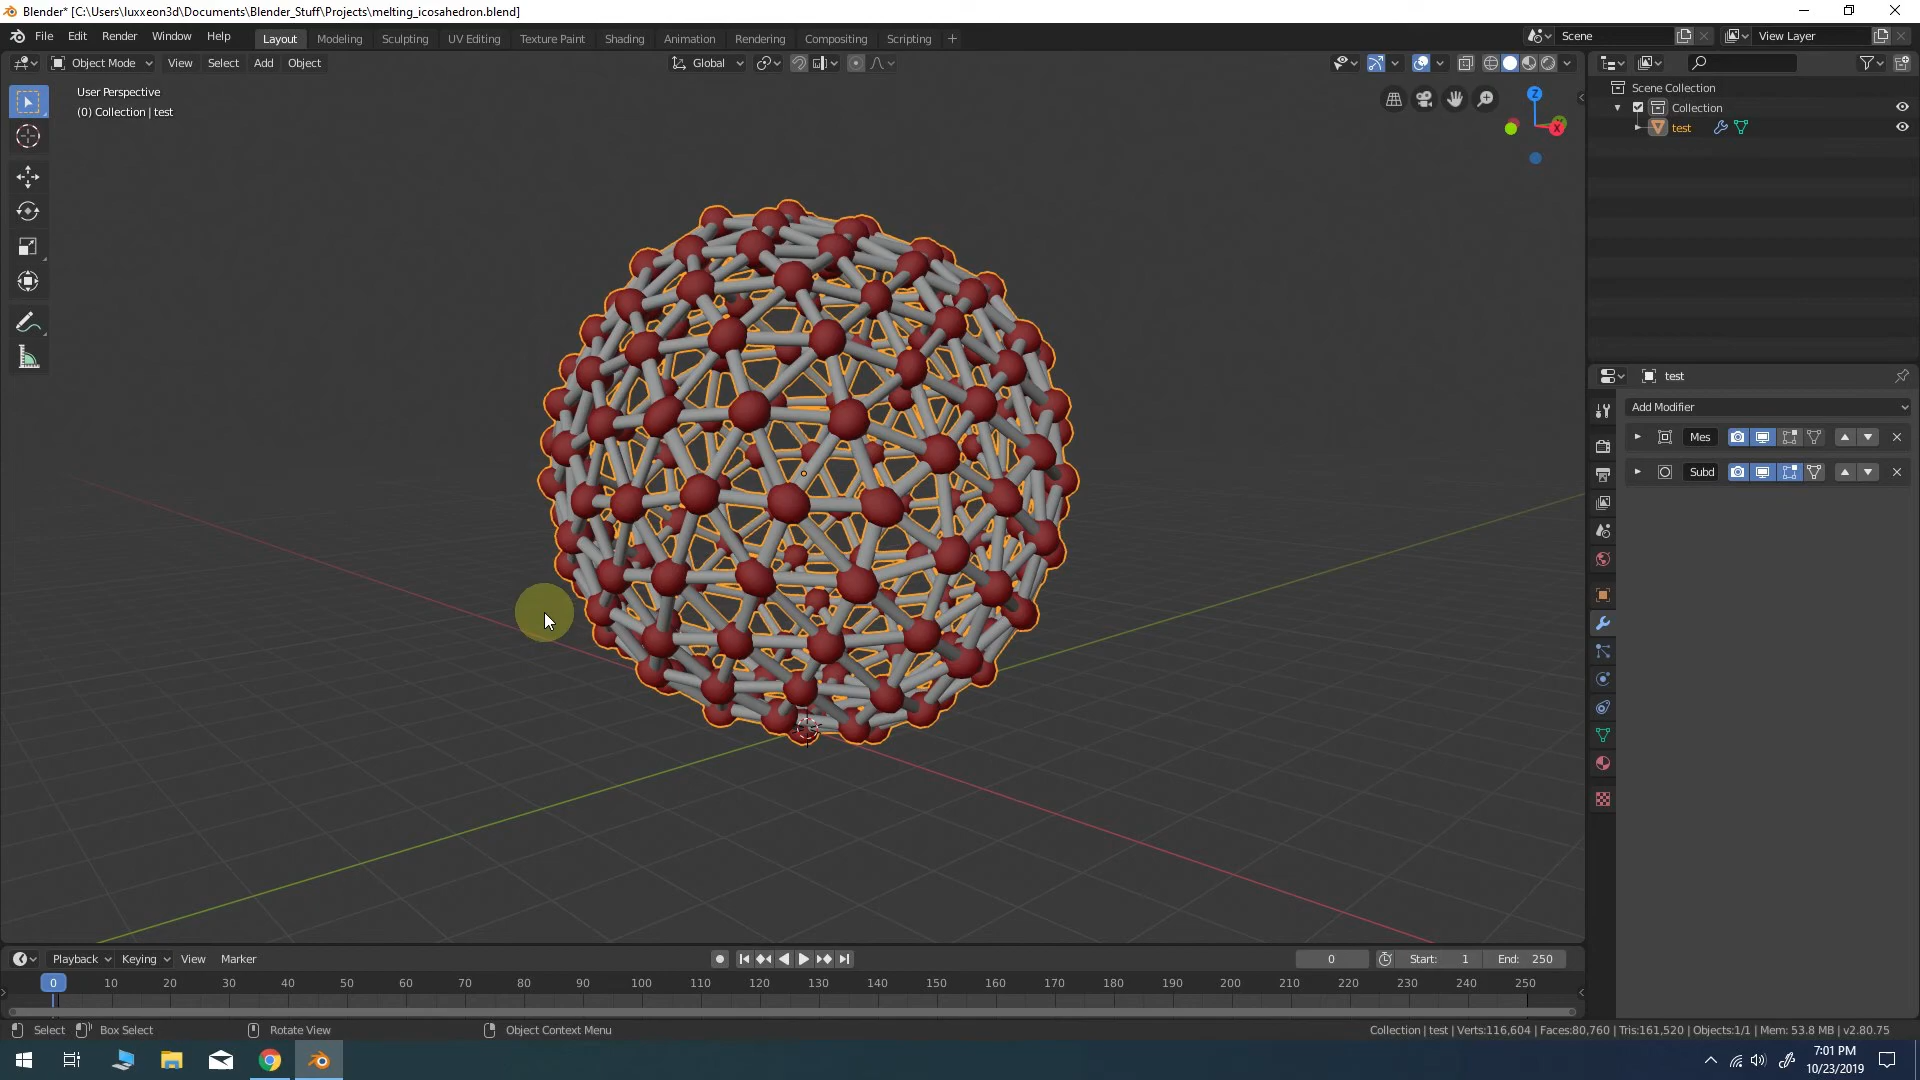 Blender* [C:\Users\luxxeon3d\Documents\Blender_Stuff\Projects\melting_icosahedron.blend]
File Edit Render Window Help Layout Modeling Sculpting UV Editing Texture Paint Shading Animation Rendering Compositing Scripting + Scene View Layer
Object Mode View Select Add Object Global
User Perspective
(0) Collection | test
Z
Y
X
Scene Collection
Collection
test
test
Add Modifier
Mes
Subd
Playback Keying View Marker 0 Start: 1 End: 250
0 10 20 30 40 50 60 70 80 90 100 110 120 130 140 150 160 170 180 190 200 210 220 230 240 250
Select Box Select Rotate View Object Context Menu Collection | test | Verts:116,604 | Faces:80,760 | Tris:161,520 | Objects:1/1 | Mem: 53.8 MB | v2.80.75
7:01 PM
10/23/2019